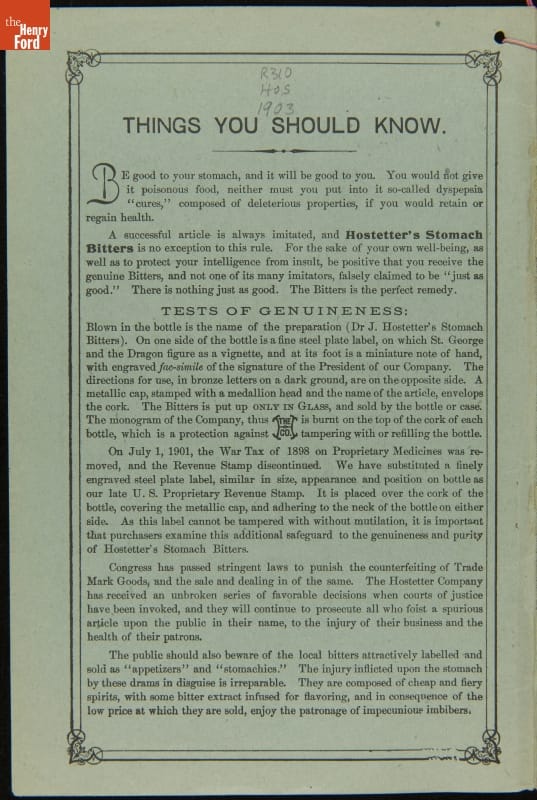 the
Henry
Ford
R310
HOS
1903
THINGS YOU SHOULD KNOW.
BE good to your stomach, and it will be good to you. You would not give
it poisonous food, neither must you put into it so-called dyspepsia
"cures," composed of deleterious properties, if you would retain or
regain health.
A successful article is always imitated, and Hostetter's Stomach
Bitters is no exception to this rule. For the sake of your own well-being, as
well as to protect your intelligence from insult, be positive that you receive the
genuine Bitters, and not one of its many imitators, falsely claimed to be "just as
good." There is nothing just as good. The Bitters is the perfect remedy.
TESTS OF GENUINENESS:
Blown in the bottle is the name of the preparation (Dr J. Hostetter's Stomach
Bitters). On one side of the bottle is a fine steel plate label, on which St. George
and the Dragon figure as a vignette, and at its foot is a miniature note of hand,
with engraved fac-simile of the signature of the President of our Company. The
directions for use, in bronze letters on a dark ground, are on the opposite side. A
metallic cap, stamped with a medallion head and the name of the article, envelops
the cork. The Bitters is put up ONLY IN GLASS, and sold by the bottle or case.
The monogram of the Company, thus THE H CO. is burnt on the top of the cork of each
bottle, which is a protection against tampering with or refilling the bottle.
On July 1, 1901, the War Tax of 1898 on Proprietary Medicines was re-
moved, and the Revenue Stamp discontinued. We have substituted a finely
engraved steel plate label, similar in size, appearance and position on bottle as
our late U. S. Proprietary Revenue Stamp. It is placed over the cork of the
bottle, covering the metallic cap, and adhering to the neck of the bottle on either
side. As this label cannot be tampered with without mutilation, it is important
that purchasers examine this additional safeguard to the genuineness and purity
of Hostetter's Stomach Bitters.
Congress has passed stringent laws to punish the counterfeiting of Trade
Mark Goods, and the sale and dealing in of the same. The Hostetter Company
has received an unbroken series of favorable decisions when courts of justice
have been invoked, and they will continue to prosecute all who foist a spurious
article upon the public in their name, to the injury of their business and the
health of their patrons.
The public should also beware of the local bitters attractively labelled and
sold as "appetizers" and "stomachics." The injury inflicted upon the stomach
by these drams in disguise is irreparable. They are composed of cheap and fiery
spirits, with some bitter extract infused for flavoring, and in consequence of the
low price at which they are sold, enjoy the patronage of impecunious imbibers.